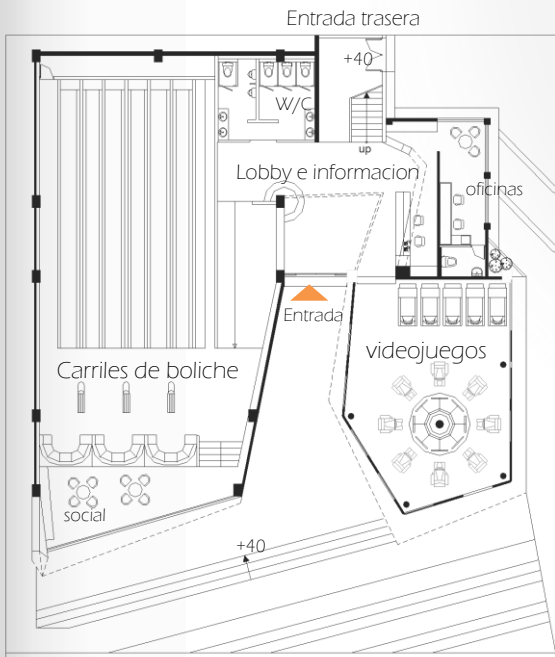 Entrada trasera
+40
W/C
up
Lobby e informacion
oficinas
Entrada
videojuegos
Carriles de boliche
social
+40